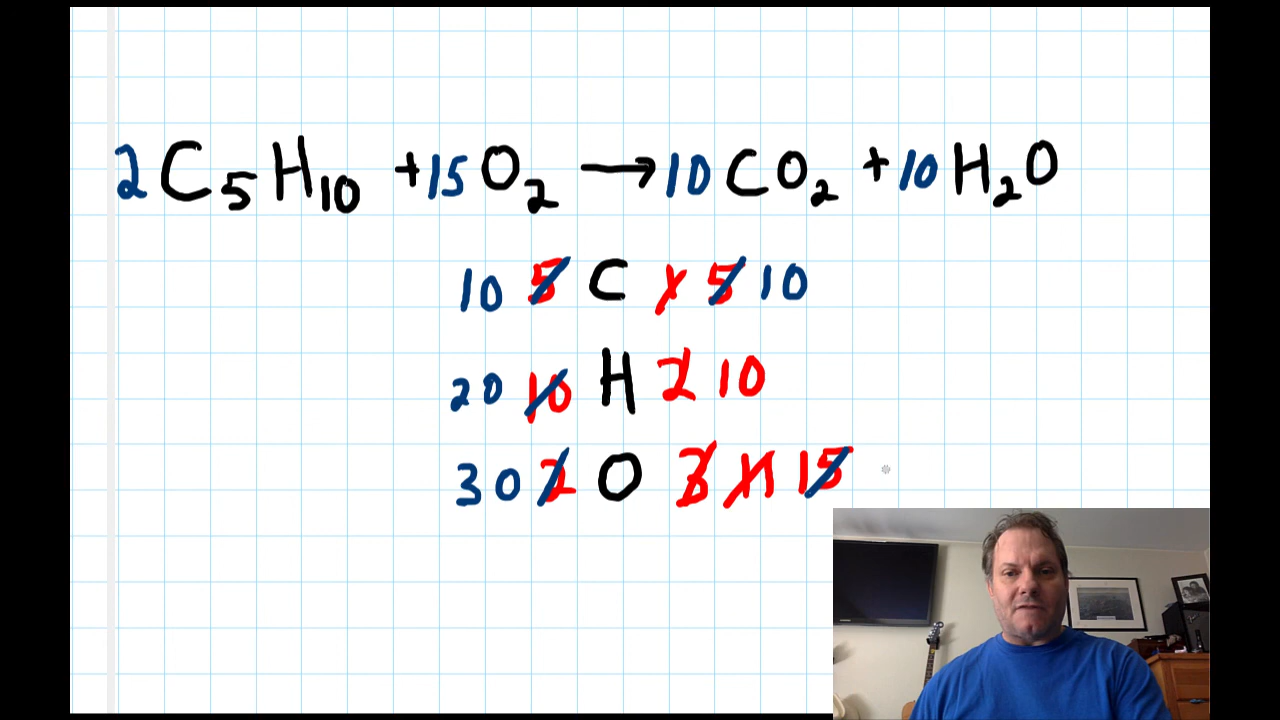 2C₅H₁₀ + 15O₂ → 10CO₂ + 10H₂O
10 5 C 1 5 10
20 10 H 2 10
30 2 O 3 11 15